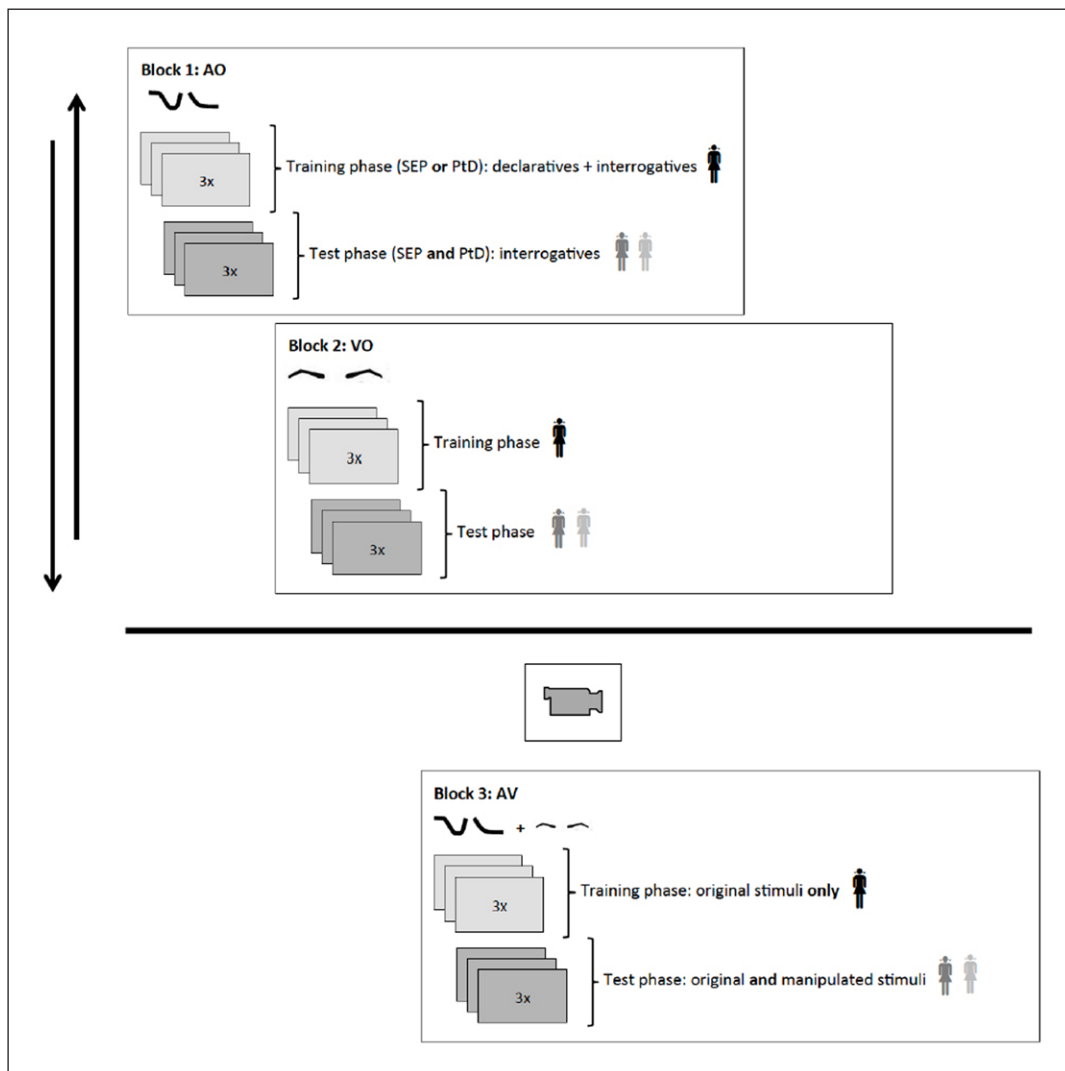 Block 1: AO
3x
Training phase (SEP or PtD): declaratives + interrogatives
3x
Test phase (SEP and PtD): interrogatives
Block 2: VO
3x
Training phase
3x
Test phase
Block 3: AV
+
3x
Training phase: original stimuli only
3x
Test phase: original and manipulated stimuli